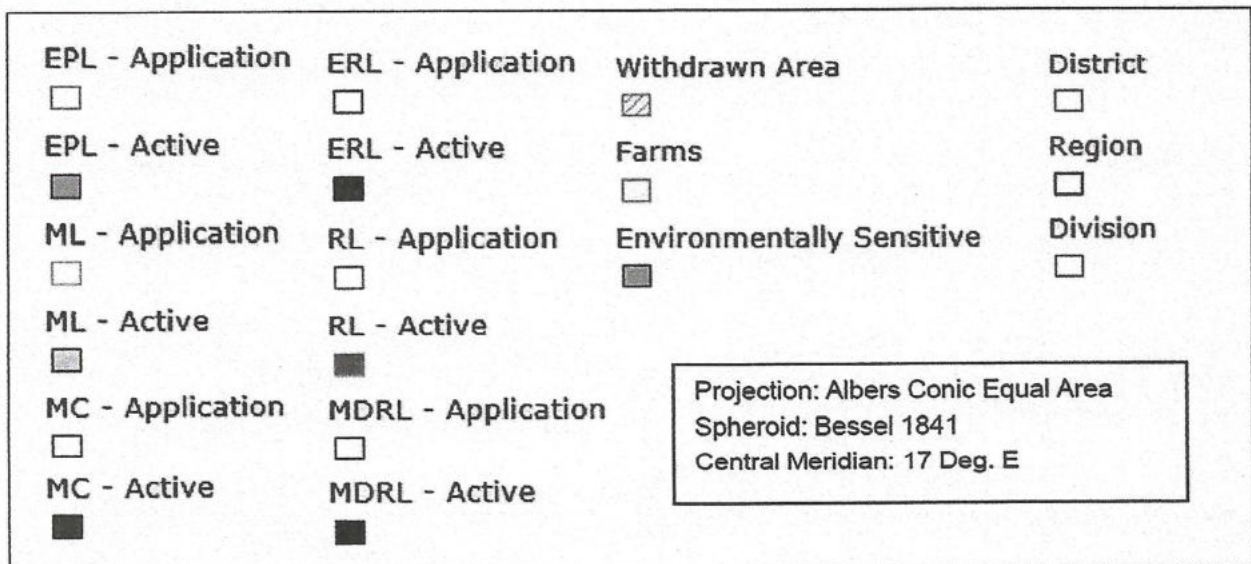 EPL - Application
EPL - Active
ML - Application
ML - Active
MC - Application
MC - Active
ERL - Application
ERL - Active
RL - Application
RL - Active
MDRL - Application
MDRL - Active
Withdrawn Area
Farms
Environmentally Sensitive
District
Region
Division
Projection: Albers Conic Equal Area
Spheroid: Bessel 1841
Central Meridian: 17 Deg. E